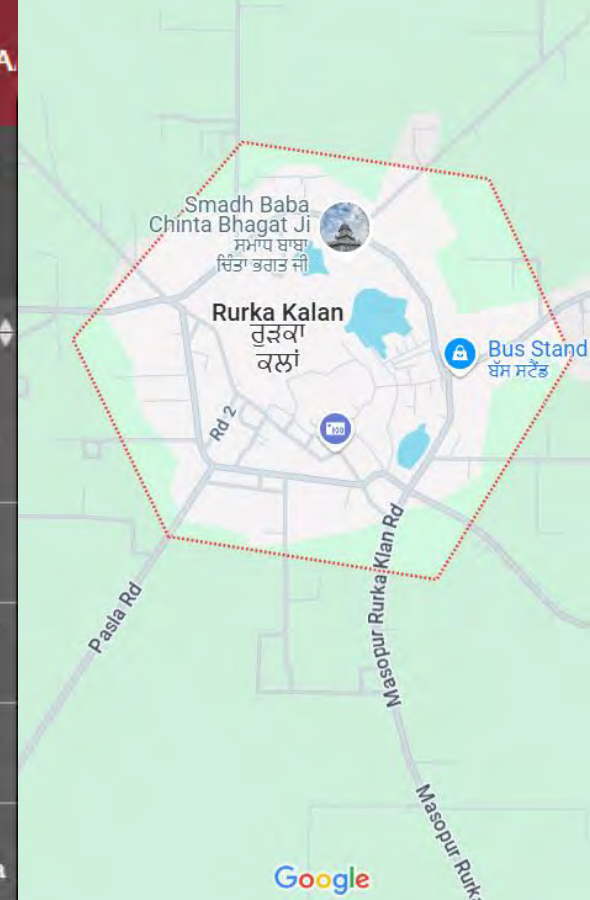 Smadh Baba
Chinta Bhagat Ji
ਸਮਾਧ ਬਾਬਾ
ਚਿੰਤਾ ਭਗਤ ਜੀ
Rurka Kalan
ਰੁੜਕਾ
ਕਲਾਂ
Bus Stand
ਬੱਸ ਸਟੈਂਡ
Rd 2
Masopur Rurka Klan Rd
Pasla Rd
Masopur Rurka
Google